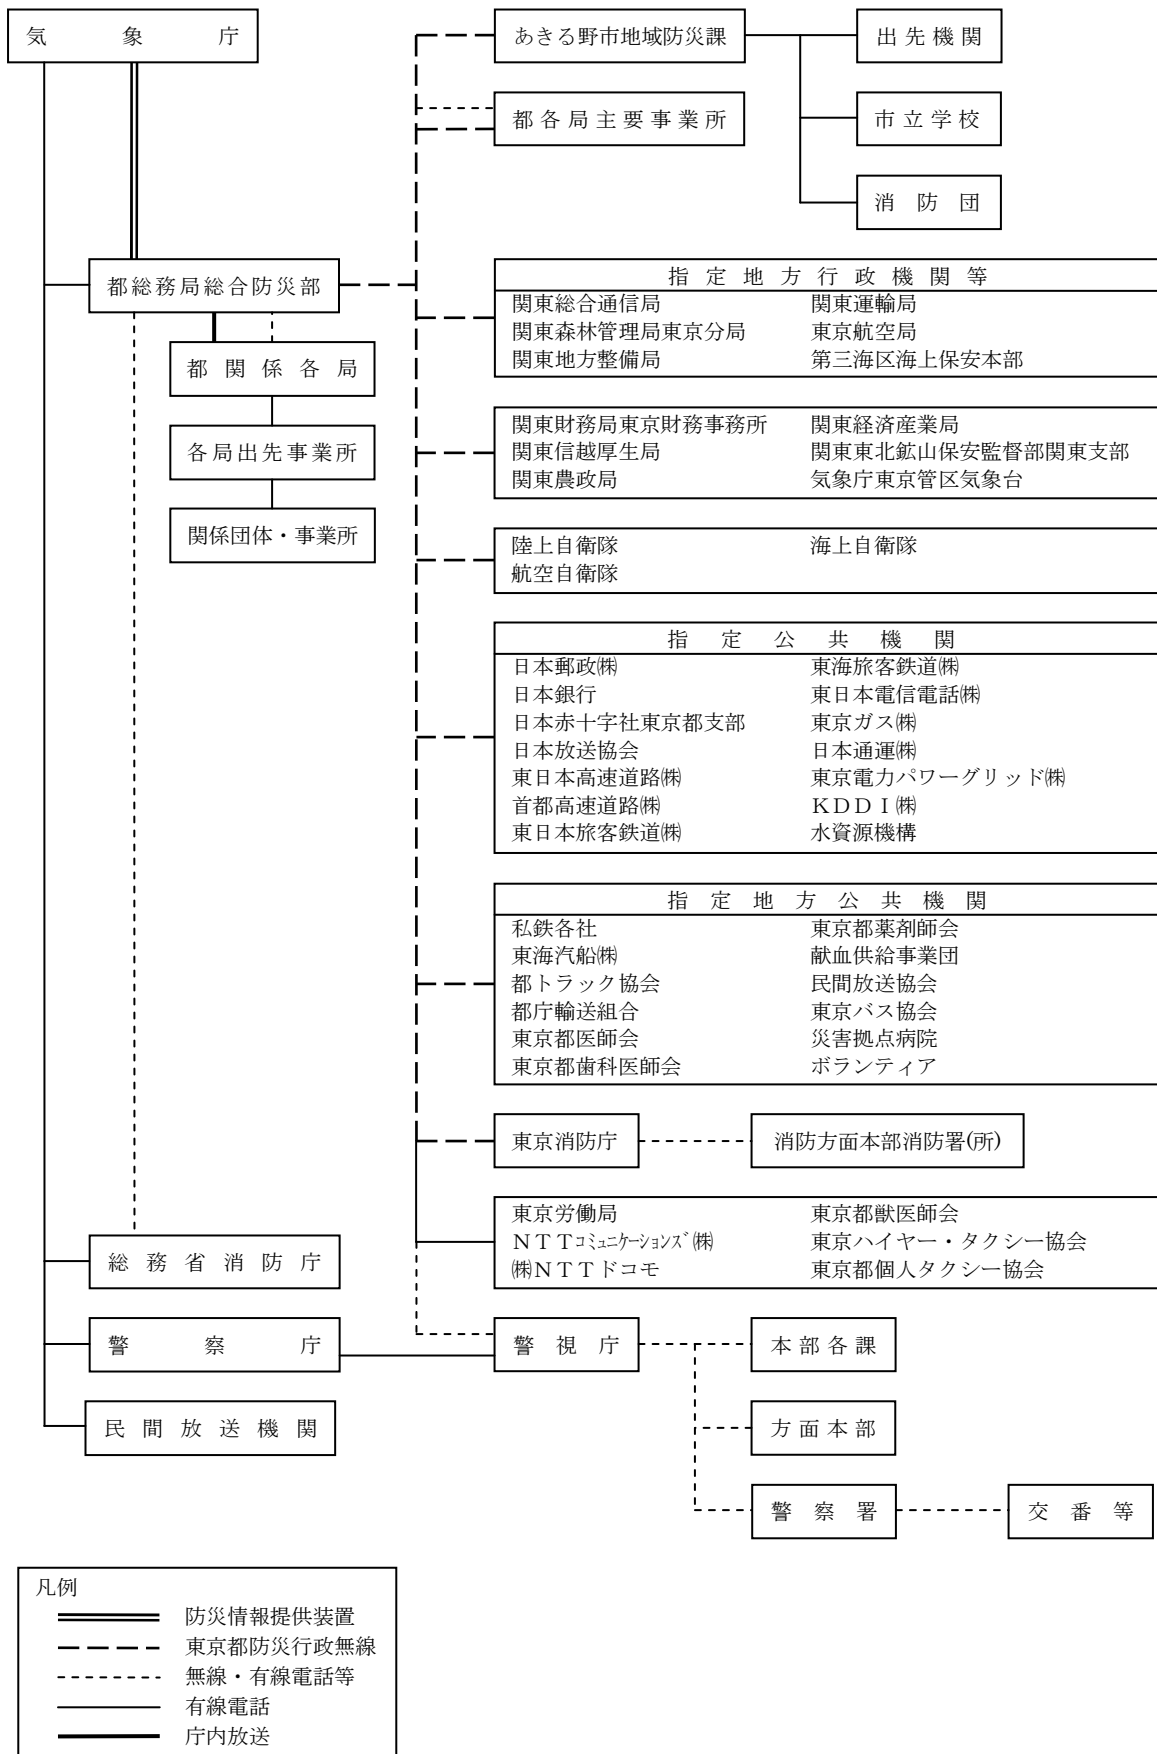 気象庁
あきる野市地域防災課
出先機関
都各局主要事業所
市立学校
消防団
都総務局総合防災部
指定地方行政機関等
関東総合通信局 関東運輸局
関東森林管理局東京分局 東京航空局
関東地方整備局 第三海区海上保安本部
都関係各局
関東財務局東京財務事務所 関東経済産業局
関東信越厚生局 関東東北鉱山保安監督部関東支部
関東農政局 気象庁東京管区気象台
各局出先事業所
関係団体・事業所
陸上自衛隊 海上自衛隊
航空自衛隊
指定公共機関
日本郵政㈱ 東海旅客鉄道㈱
日本銀行 東日本電信電話㈱
日本赤十字社東京都支部 東京ガス㈱
日本放送協会 日本通運㈱
東日本高速道路㈱ 東京電力パワーグリッド㈱
首都高速道路㈱ ＫＤＤＩ㈱
東日本旅客鉄道㈱ 水資源機構
指定地方公共機関
私鉄各社 東京都薬剤師会
東海汽船㈱ 献血供給事業団
都トラック協会 民間放送協会
都庁輸送組合 東京バス協会
東京都医師会 災害拠点病院
東京都歯科医師会 ボランティア
東京消防庁
消防方面本部消防署(所)
東京労働局 東京都獣医師会
ＮＴＴｺﾐｭﾆｹｰｼｮﾝｽﾞ㈱ 東京ハイヤー・タクシー協会
㈱ＮＴＴドコモ 東京都個人タクシー協会
総務省消防庁
警察庁
警視庁
本部各課
民間放送機関
方面本部
警察署
交番等
凡例
防災情報提供装置
東京都防災行政無線
無線・有線電話等
有線電話
庁内放送